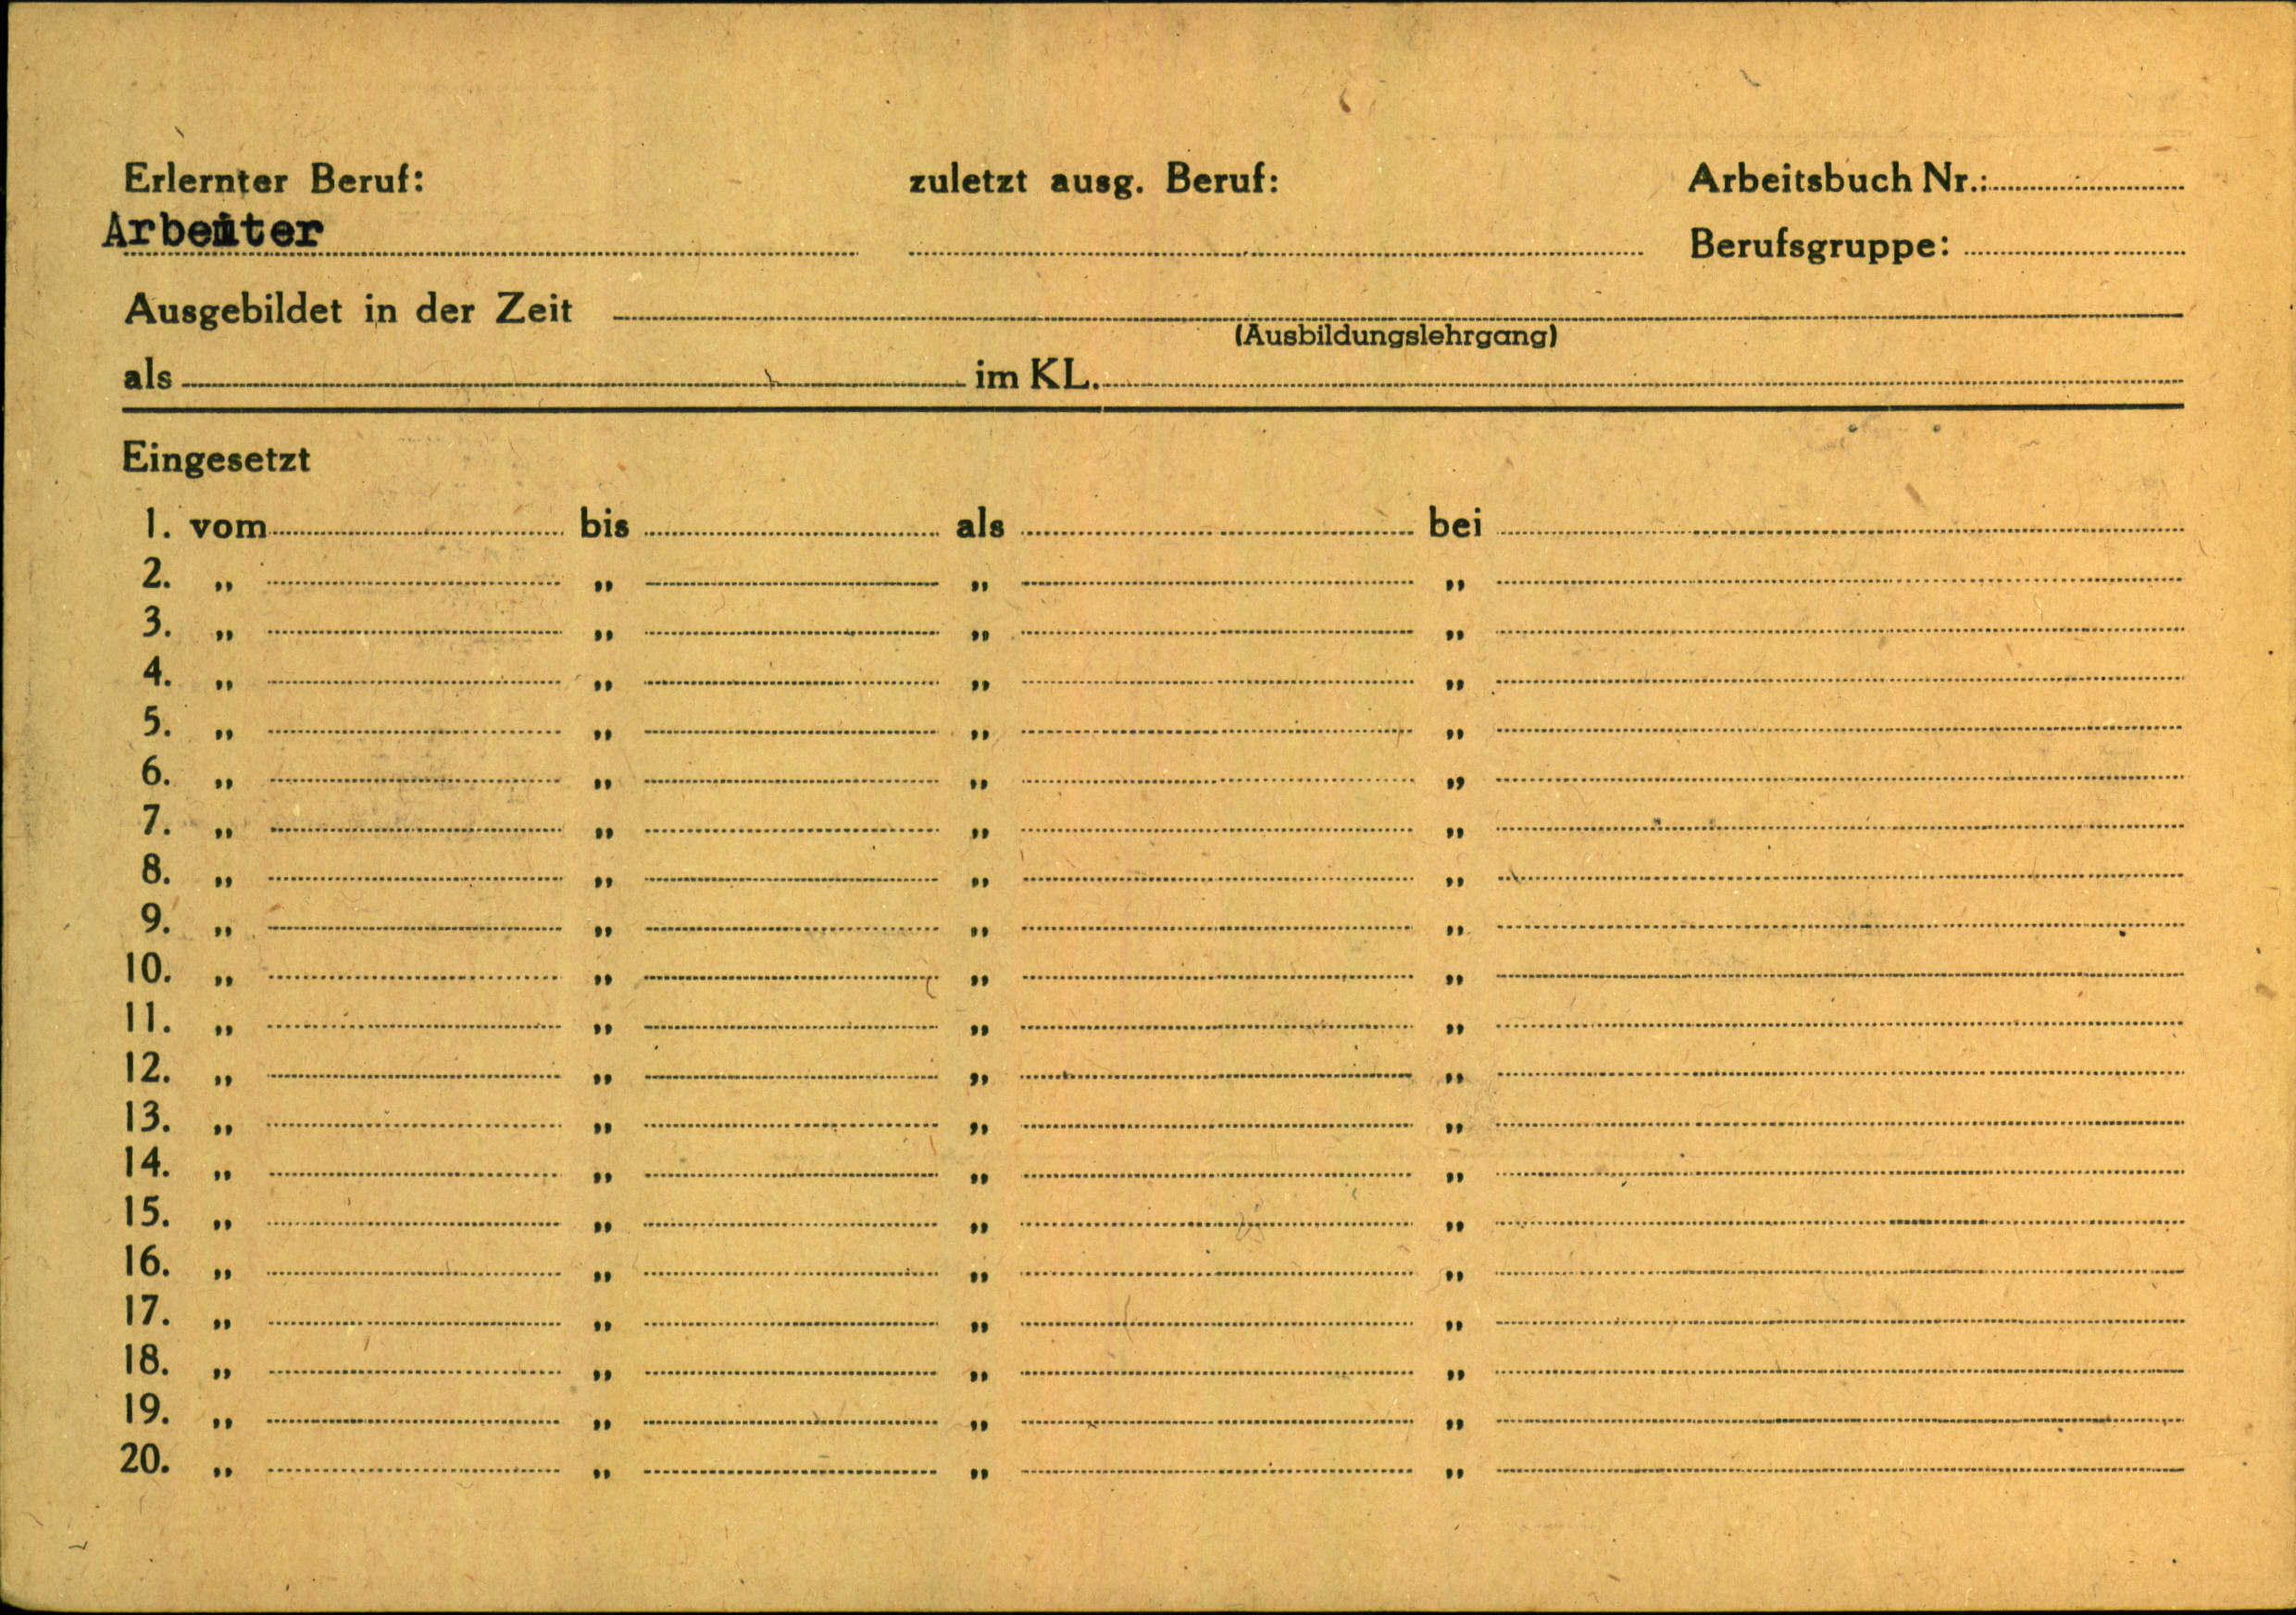 Erlernter Beruf: zuletzt ausg. Beruf: Arbeitsbuch Nr.:
Arbeiter
Berufsgruppe:
Ausgebildet in der Zeit
(Ausbildungslehrgang)
als im KL.
Eingesetzt
1. vom bis als bei
2. „ „ „ „
3. „ „ „ „
4. „ „ „ „
5. „ „ „ „
6. „ „ „ „
7. „ „ „ „
8. „ „ „ „
9. „ „ „ „
10. „ „ „ „
11. „ „ „ „
12. „ „ „ „
13. „ „ „ „
14. „ „ „ „
15. „ „ „ „
16. „ „ „ „
17. „ „ „ „
18. „ „ „ „
19. „ „ „ „
20. „ „ „ „